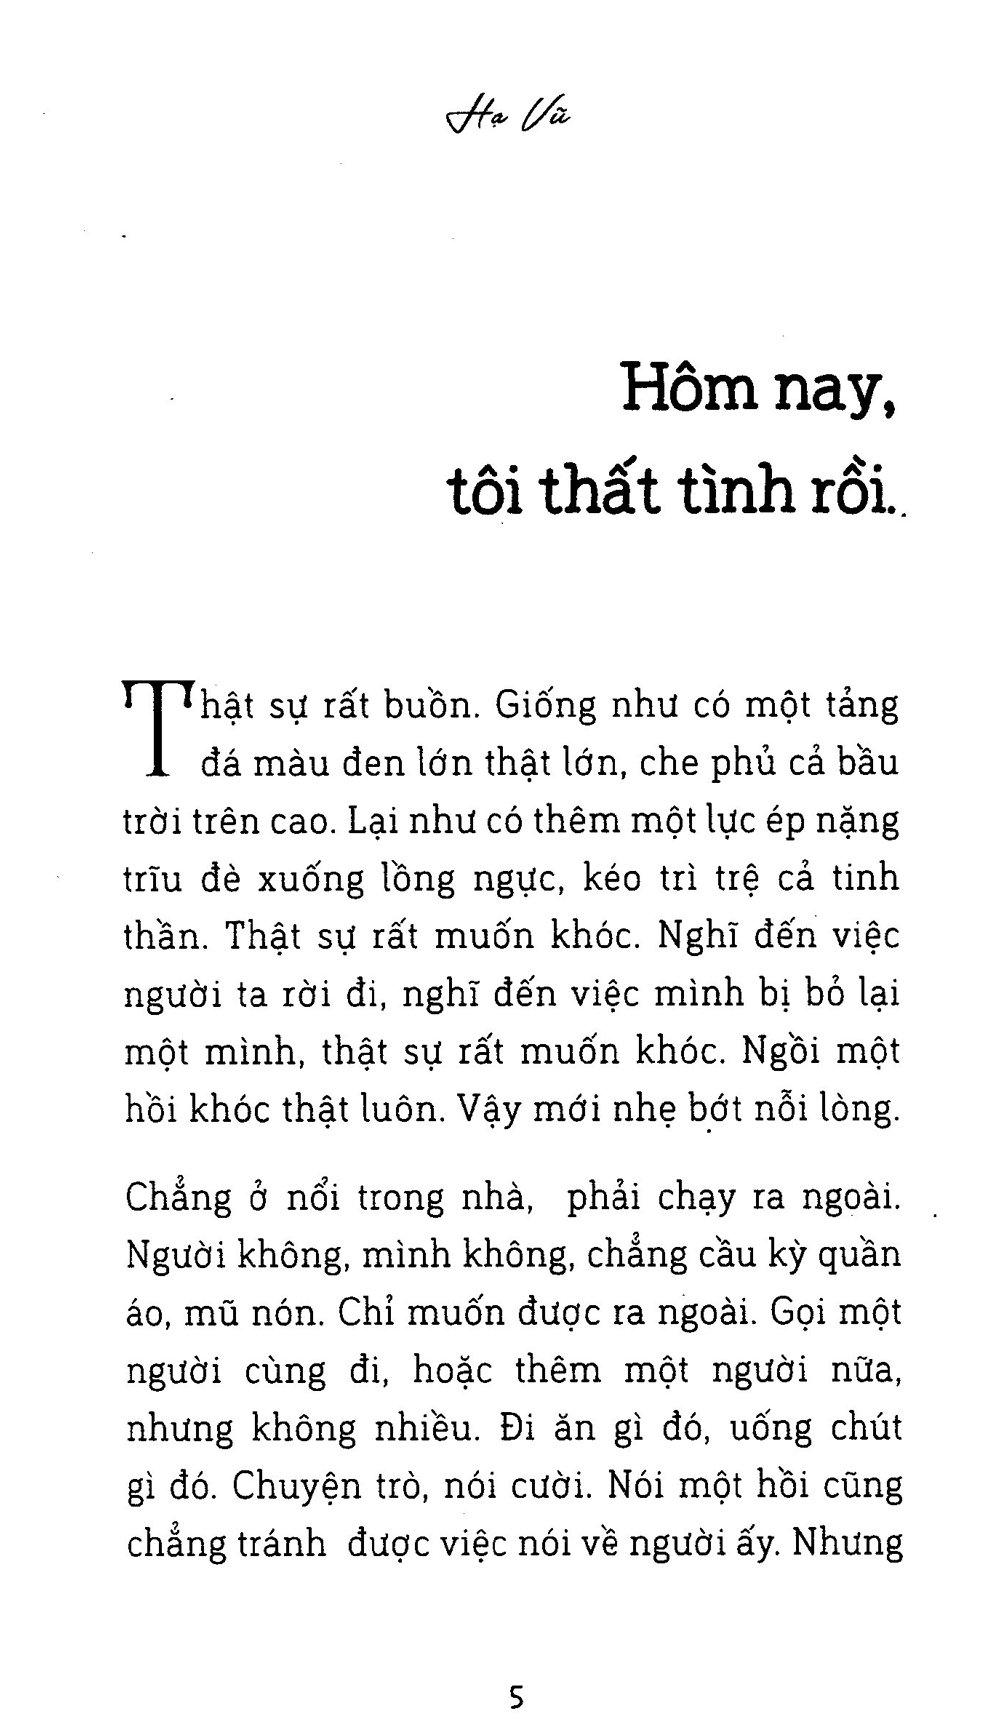 Hạ Vũ
Hôm nay,
tôi thất tình rồi.
Thật sự rất buồn. Giống như có một tảng
đá màu đen lớn thật lớn, che phủ cả bầu
trời trên cao. Lại như có thêm một lực ép nặng
trĩu đè xuống lồng ngực, kéo trì trệ cả tinh
thần. Thật sự rất muốn khóc. Nghĩ đến việc
người ta rời đi, nghĩ đến việc mình bị bỏ lại
một mình, thật sự rất muốn khóc. Ngồi một
hồi khóc thật luôn. Vậy mới nhẹ bớt nỗi lòng.
Chẳng ở nổi trong nhà, phải chạy ra ngoài.
Người không, mình không, chẳng cầu kỳ quần
áo, mũ nón. Chỉ muốn được ra ngoài. Gọi một
người cùng đi, hoặc thêm một người nữa,
nhưng không nhiều. Đi ăn gì đó, uống chút
gì đó. Chuyện trò, nói cười. Nói một hồi cũng
chẳng tránh được việc nói về người ấy. Nhưng
5